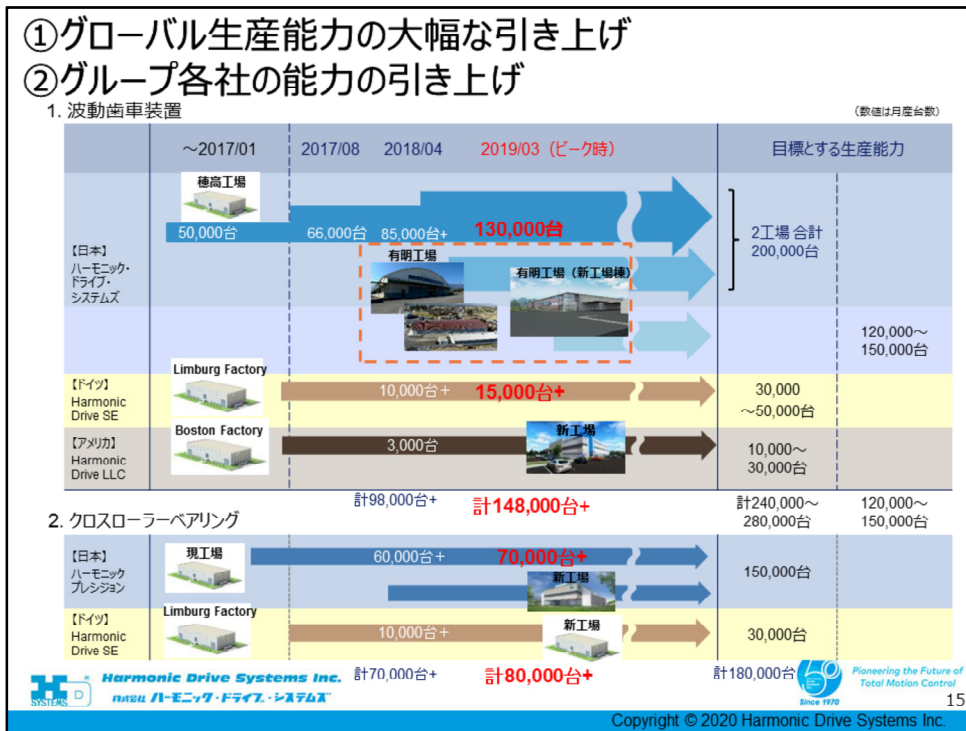 ①グローバル生産能力の大幅な引き上げ
②グループ各社の能力の引き上げ
1. 波動歯車装置
(数値は月産台数)
～2017/01
2017/08
2018/04
2019/03（ピーク時）
目標とする生産能力
穂高工場
50,000台
66,000台
85,000台+
130,000台
2工場 合計
200,000台
【日本】
ハーモニック・
ドライブ・
システムズ
有明工場
有明工場（新工場棟）
120,000～
150,000台
Limburg Factory
【ドイツ】
Harmonic
Drive SE
10,000台+
15,000台+
30,000
～50,000台
Boston Factory
【アメリカ】
Harmonic
Drive LLC
3,000台
新工場
10,000～
30,000台
計98,000台+
計148,000台+
計240,000～
280,000台
120,000～
150,000台
2. クロスローラーベアリング
【日本】
ハーモニック
プレシジョン
現工場
60,000台+
70,000台+
新工場
150,000台
Limburg Factory
【ドイツ】
Harmonic
Drive SE
10,000台+
新工場
30,000台
計70,000台+
計80,000台+
計180,000台
H D SYSTEMS
Harmonic Drive Systems Inc.
株式会社 ハーモニック・ドライブ・システムズ
50
Since 1970
Pioneering the Future of
Total Motion Control
15
Copyright © 2020 Harmonic Drive Systems Inc.